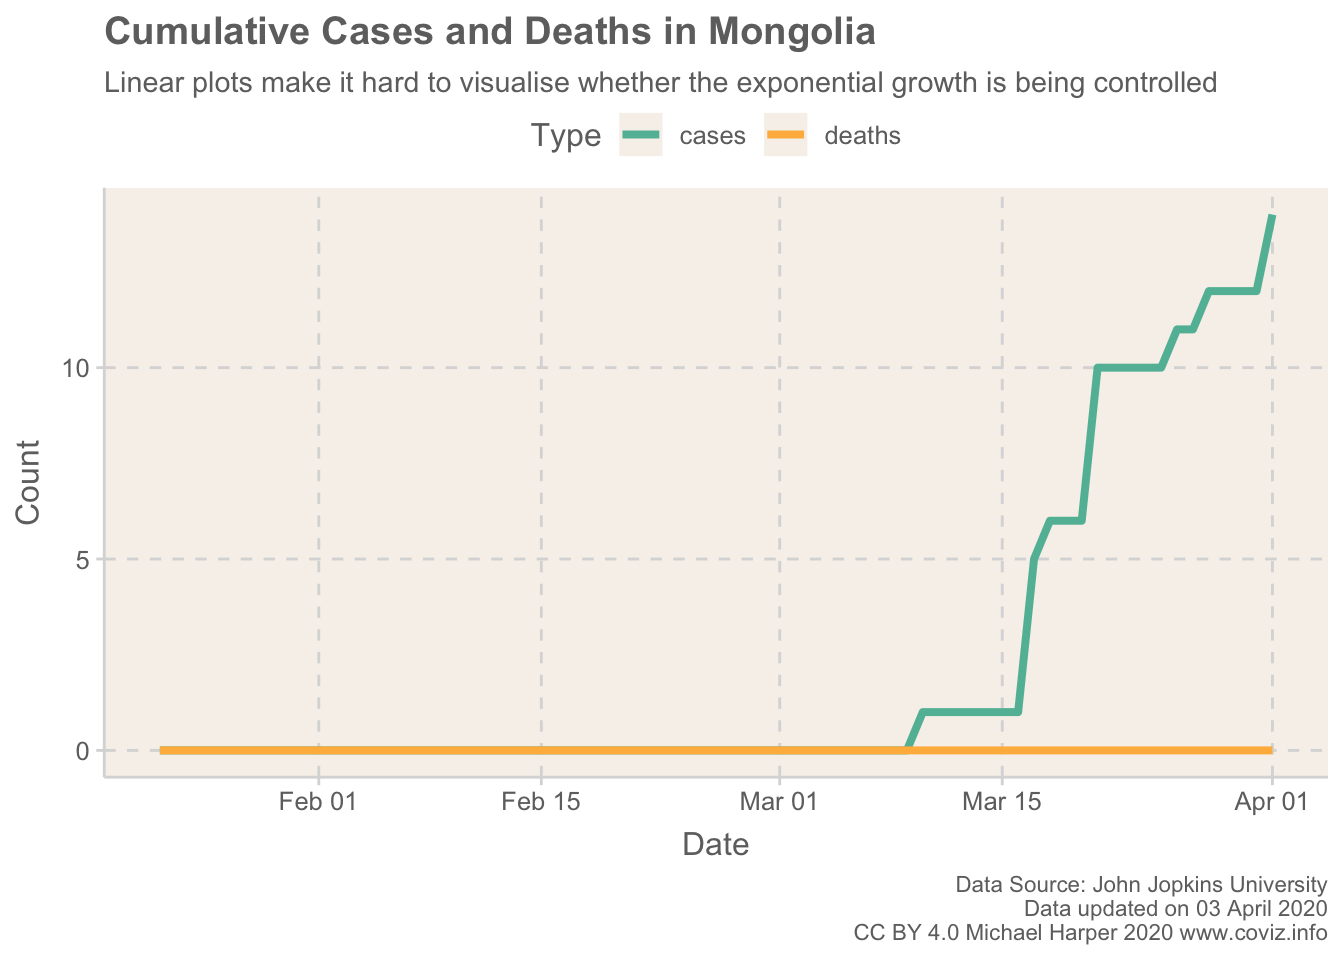 Cumulative Cases and Deaths in Mongolia
Linear plots make it hard to visualise whether the exponential growth is being controlled
Type cases deaths
10
5
0
Count
Feb 01 Feb 15 Mar 01 Mar 15 Apr 01
Date
Data Source: John Jopkins University
Data updated on 03 April 2020
CC BY 4.0 Michael Harper 2020 www.coviz.info